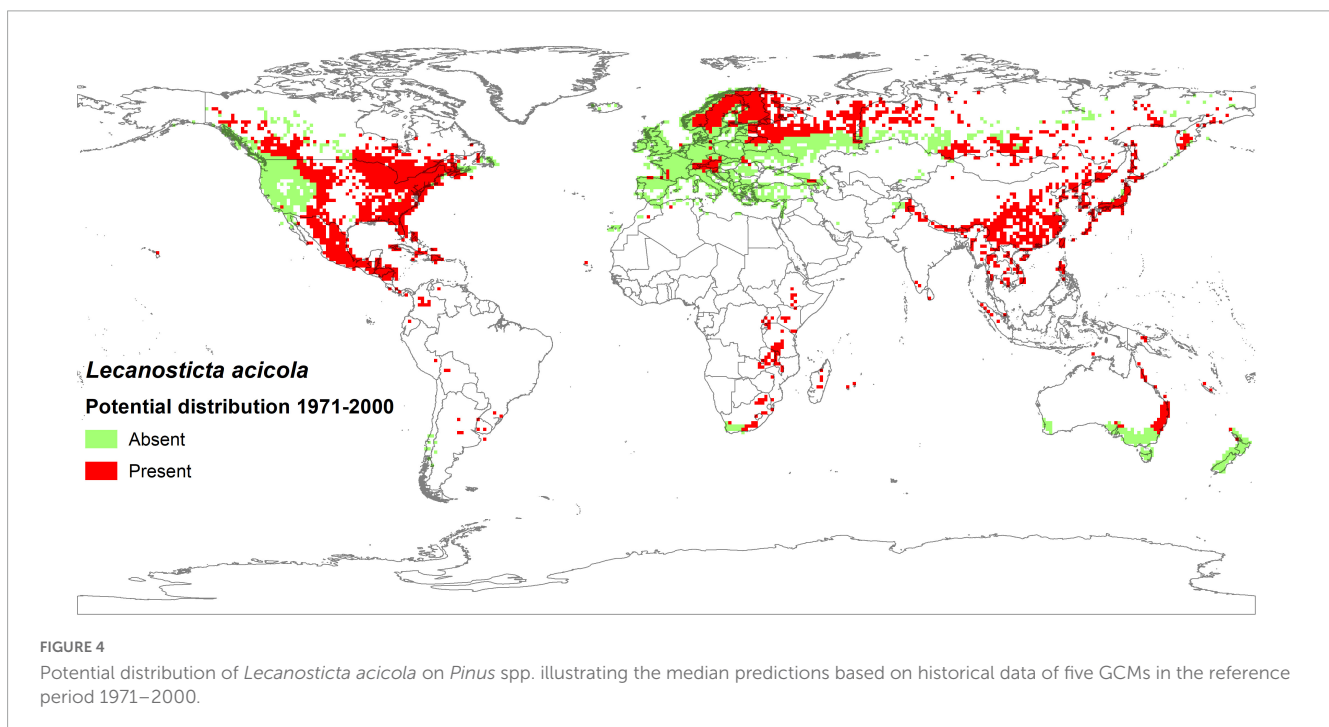 Lecanosticta acicola
Potential distribution 1971-2000
Absent
Present
FIGURE 4
Potential distribution of Lecanosticta acicola on Pinus spp. illustrating the median predictions based on historical data of five GCMs in the reference
period 1971–2000.